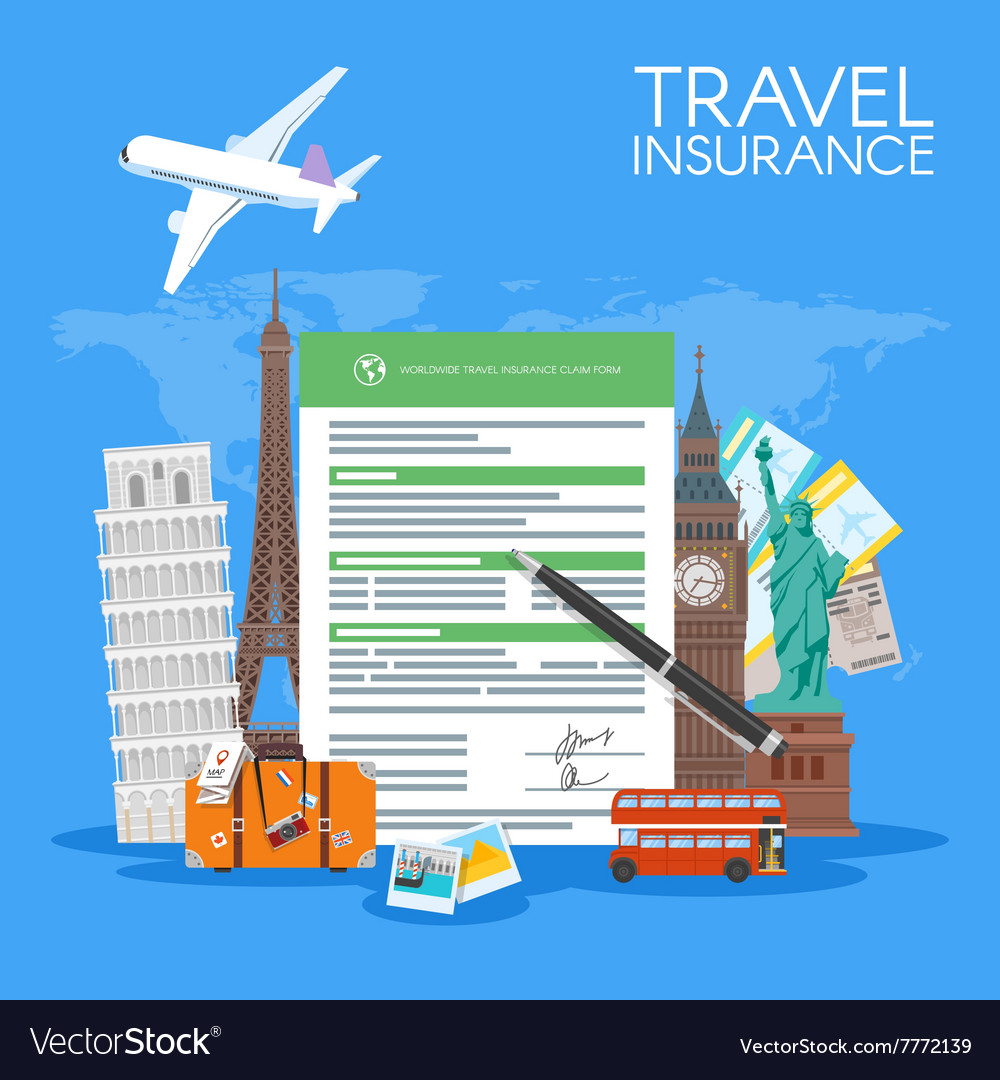 TRAVEL
INSURANCE
WORLDWIDE TRAVEL INSURANCE CLAIM FORM
MAP
VectorStock®
VectorStock.com/7772139